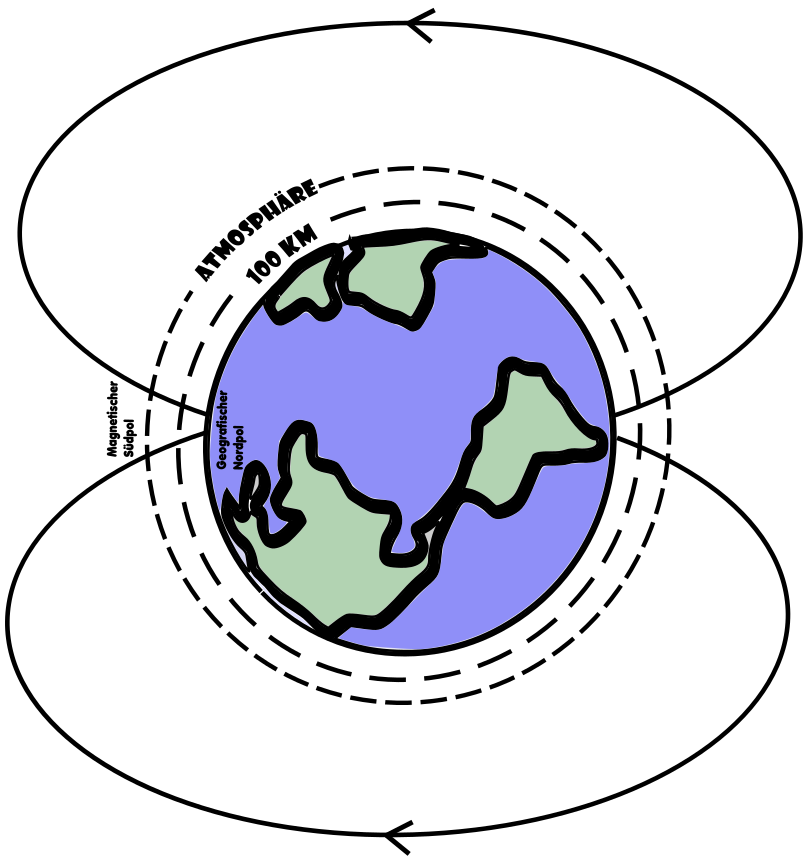 ATMOSPHÄRE
100 KM
Magnetischer
Südpol
Geografischer
Nordpol